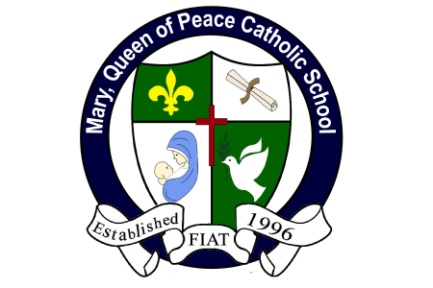 Mary, Queen of Peace Catholic School
Established FIAT 1996